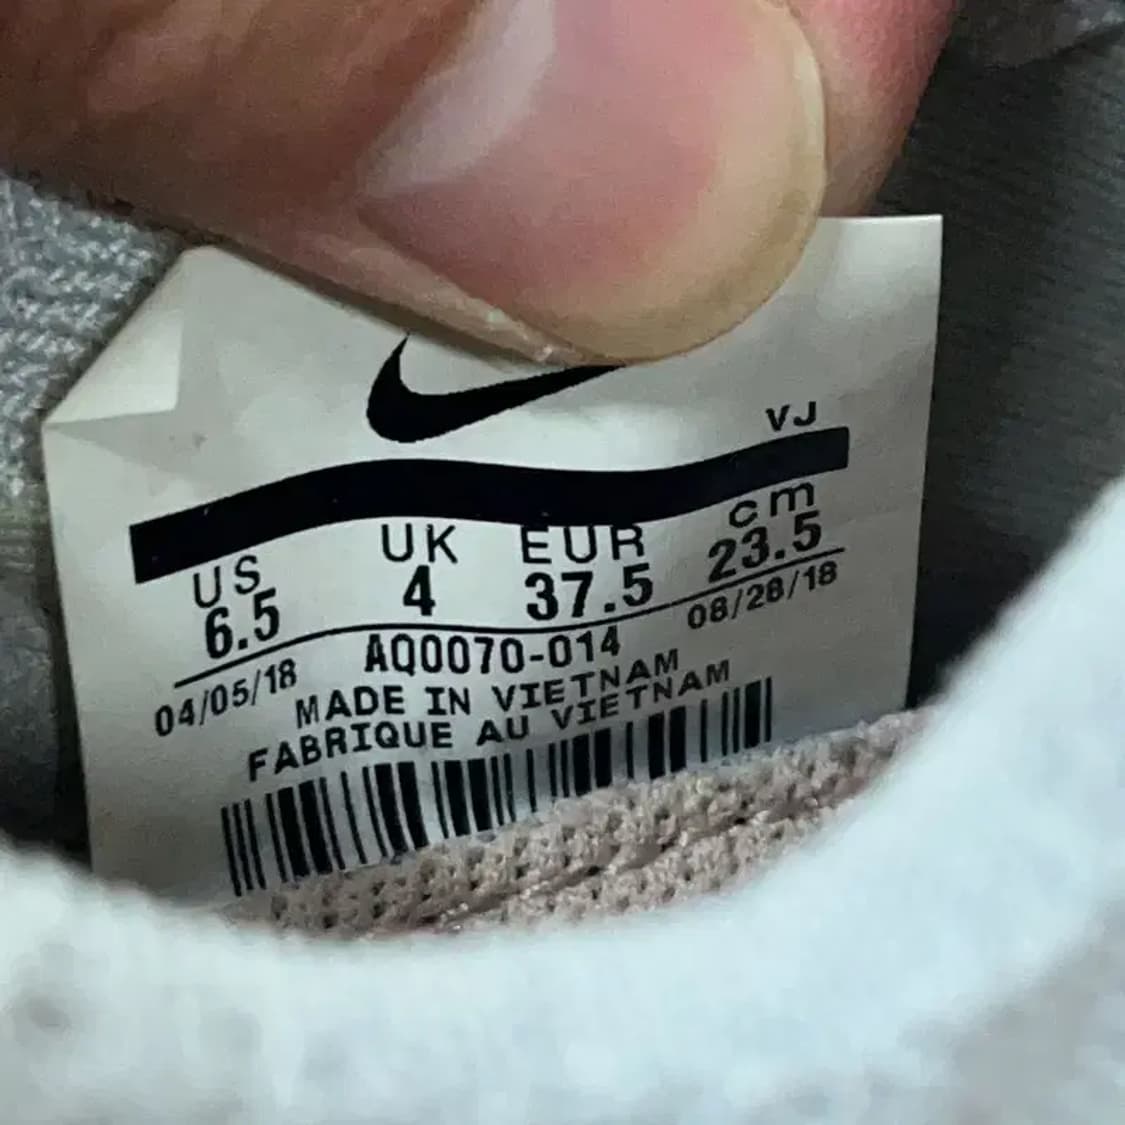 VJ
US UK EUR cm
6.5 4 37.5 23.5
04/05/18 AQ0070-014 08/28/18
MADE IN VIETNAM
FABRIQUE AU VIETNAM